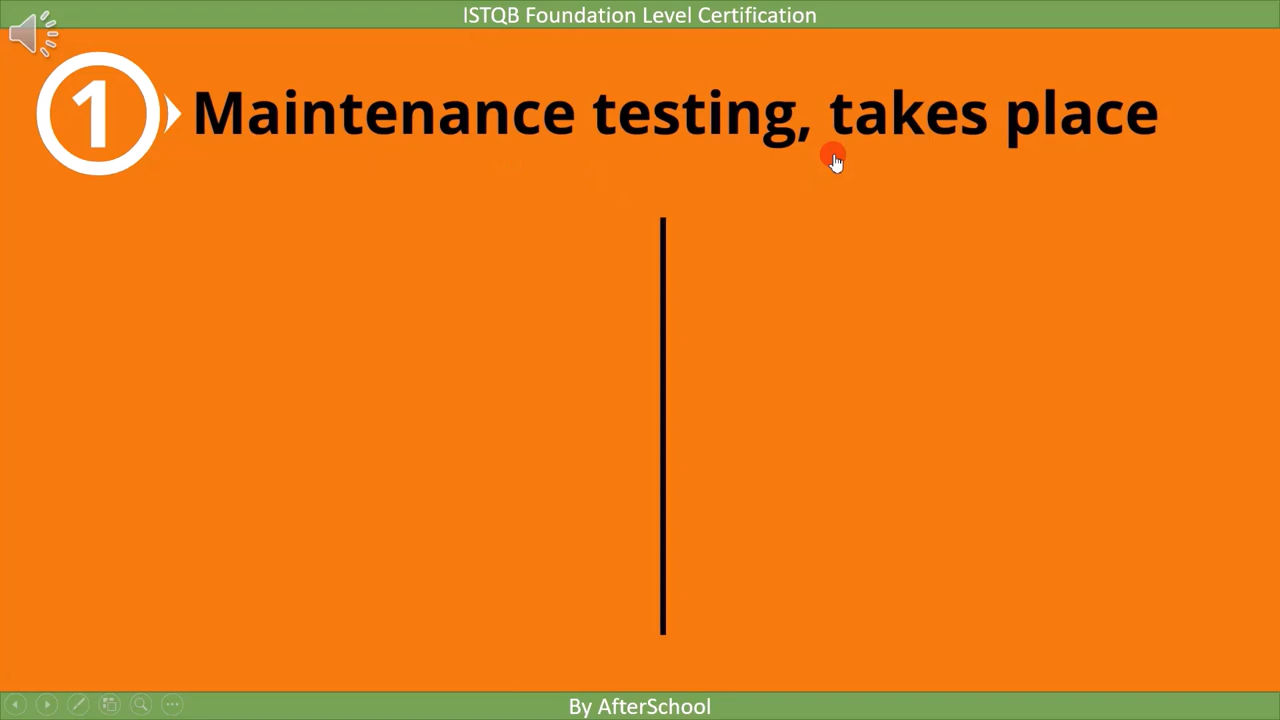 ISTQB Foundation Level Certification
1 Maintenance testing, takes place
By AfterSchool